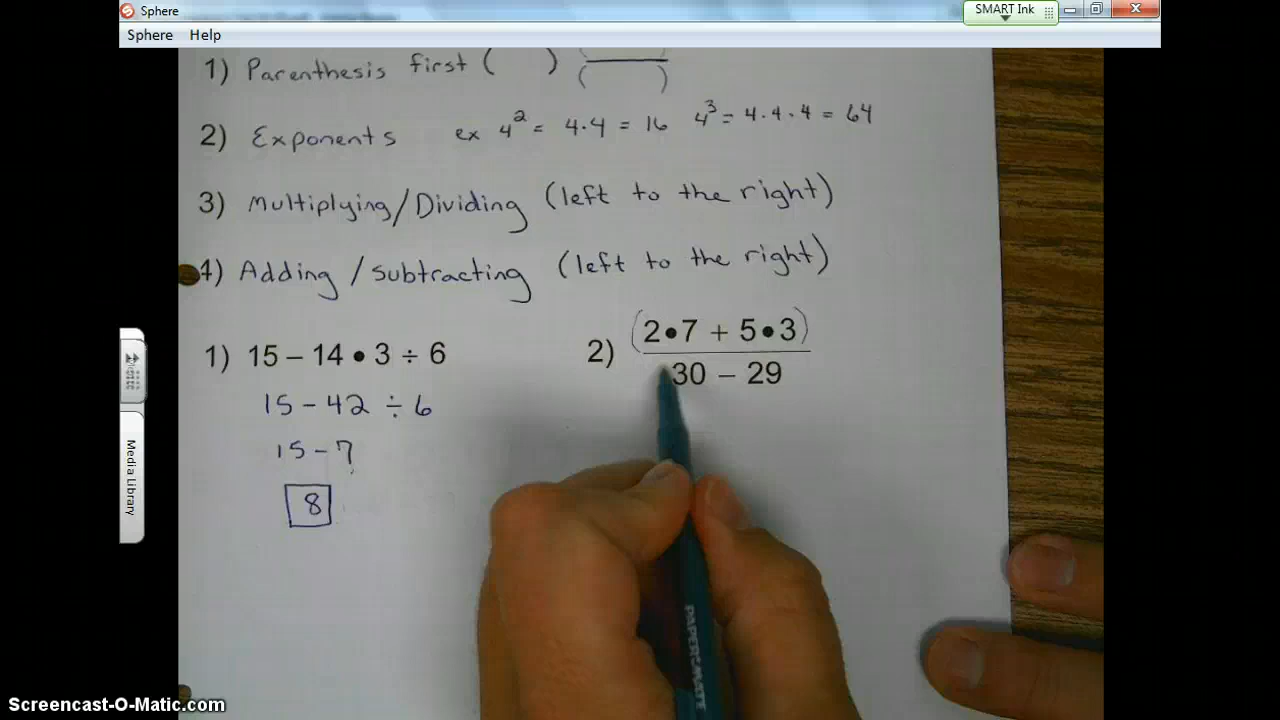 Sphere
SMART Ink
Sphere Help
1) Parenthesis first ( ) ( )
( )
2) Exponents ex 4² = 4·4 = 16 4³ = 4·4·4 = 64
3) Multiplying/Dividing (left to the right)
4) Adding/subtracting (left to the right)
1) 15 – 14 • 3 ÷ 6
15 – 42 ÷ 6
15 – 7
8
2) (2•7 + 5•3)
30 – 29
Media Library
PAPERMATE
Screencast-O-Matic.com